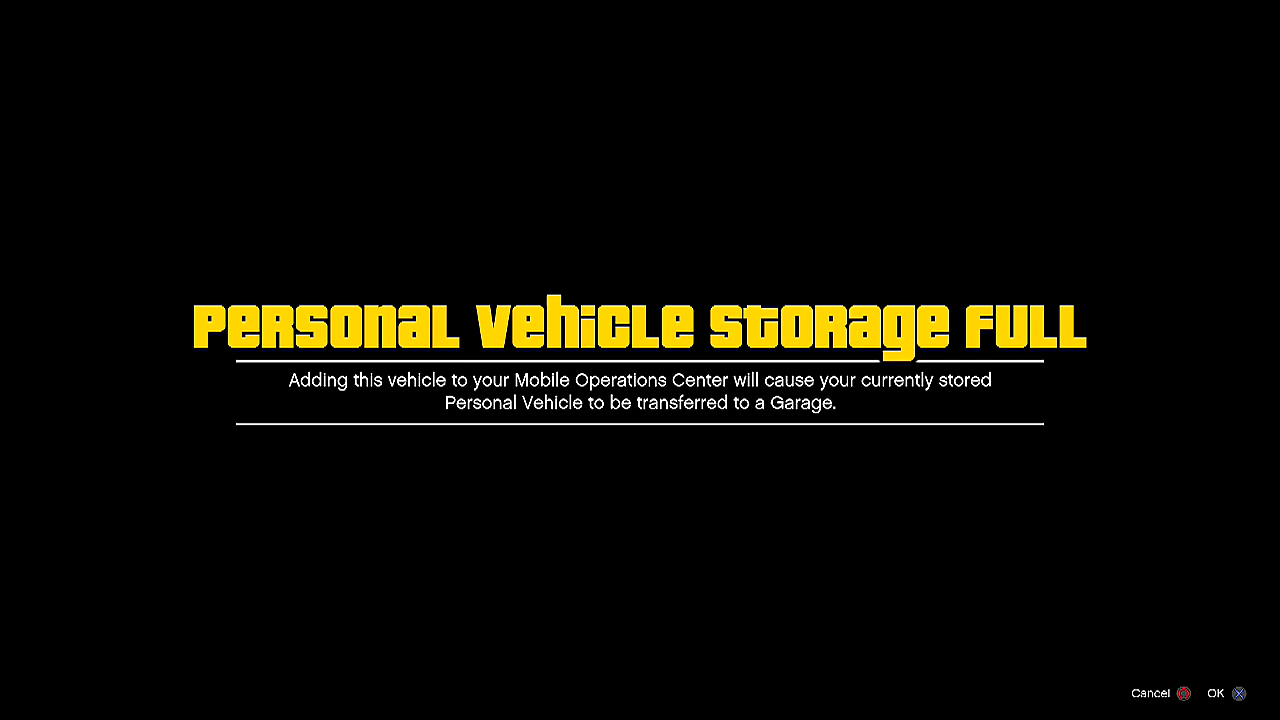 Personal Vehicle Storage Full
Adding this vehicle to your Mobile Operations Center will cause your currently stored
Personal Vehicle to be transferred to a Garage.
Cancel OK